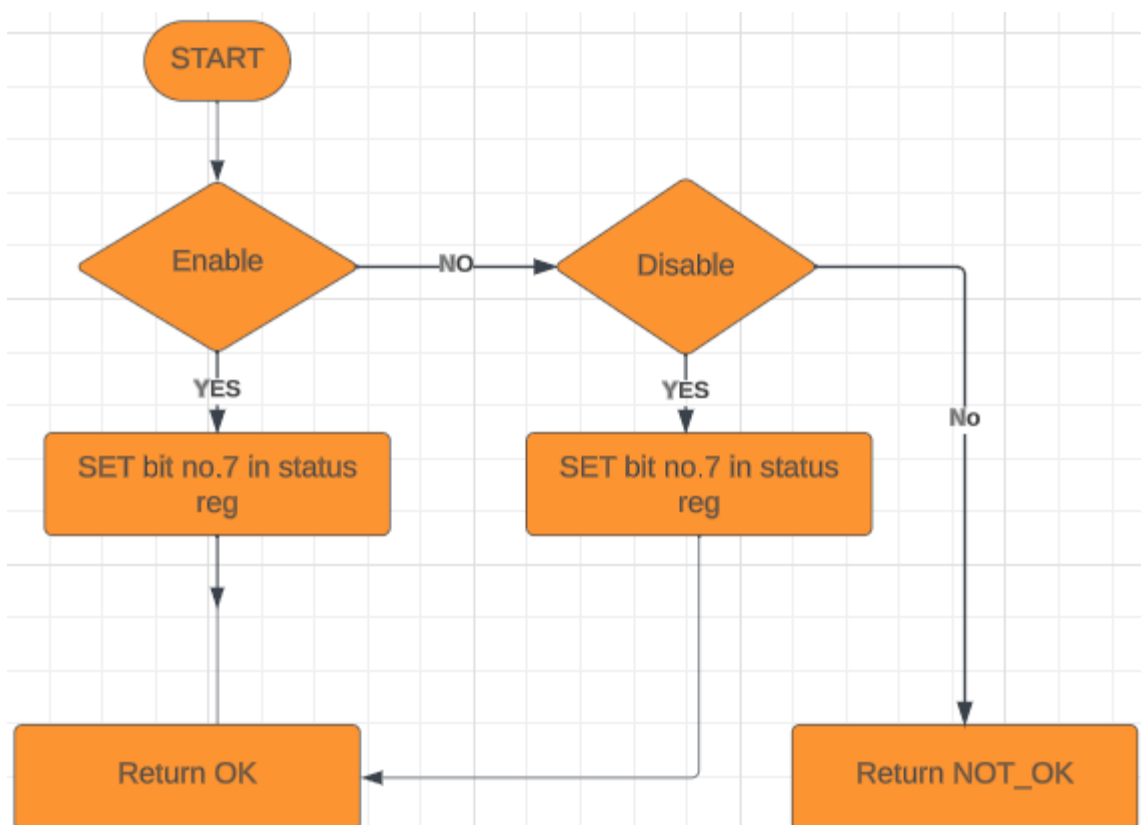 START
Enable
NO
Disable
YES
YES
No
SET bit no.7 in status
reg
SET bit no.7 in status
reg
Return OK
Return NOT_OK